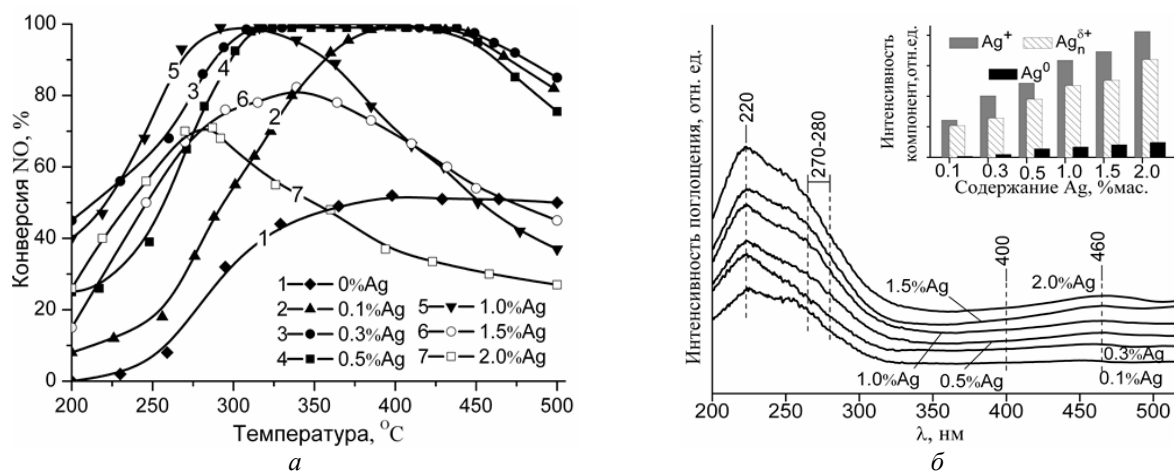 Конверсия NO, %
100
80
60
40
20
0
5
3
4
6
2
7
1
1 0%Ag
2 0.1%Ag
3 0.3%Ag
4 0.5%Ag
5 1.0%Ag
6 1.5%Ag
7 2.0%Ag
200 250 300 350 400 450 500
Температура, °C
а
Интенсивность поглощения, отн. ед.
220
270-280
400
460
Интенсивность
компонент,отн.ед.
Ag⁺
Agₙᵟ⁺
Ag⁰
0.1 0.3 0.5 1.0 1.5 2.0
Содержание Ag, %мас.
1.5%Ag
2.0%Ag
1.0%Ag
0.5%Ag
0.3%Ag
0.1%Ag
200 250 300 350 400 450 500
λ, нм
б